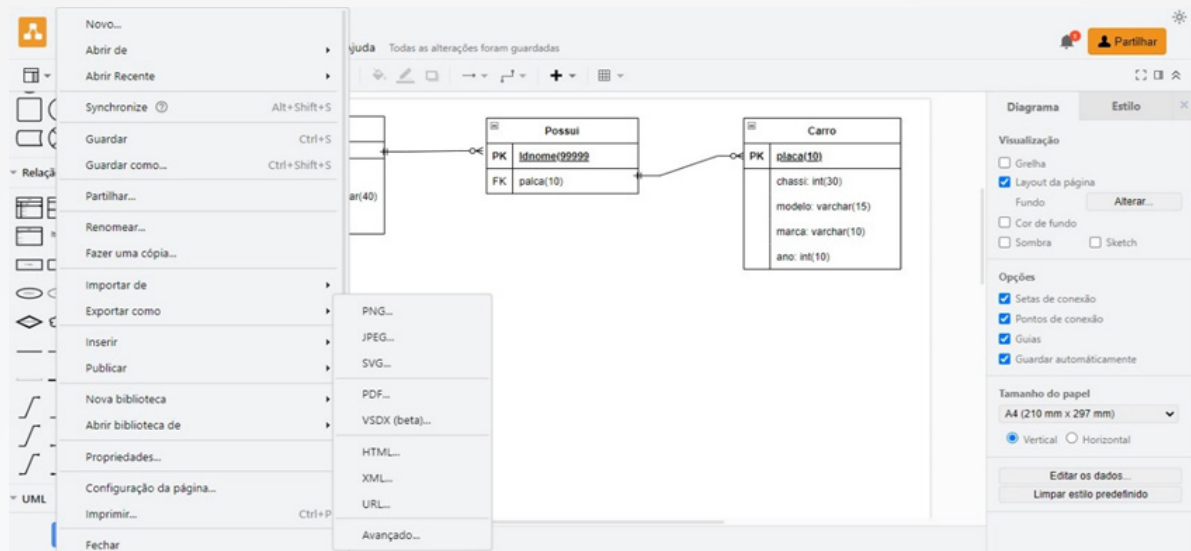 Novo...
Abrir de
Abrir Recente
Synchronize
Alt+Shift+S
Guardar
Ctrl+S
Guardar como...
Ctrl+Shift+S
Partilhar...
Renomear...
Fazer uma cópia...
Importar de
Exportar como
Inserir
Publicar
Nova biblioteca
Abrir biblioteca de
Propriedades...
Configuração da página...
Imprimir...
Ctrl+P
Fechar
PNG...
JPEG...
SVG...
PDF...
VSDX (beta)...
HTML...
XML...
URL...
Avançado...
Todas as alterações foram guardadas
Partilhar
UML
ar(40)
Possui
PK
Idnome(99999
FK
palca(10)
Carro
PK
placa(10)
chassi: int(30)
modelo: varchar(15)
marca: varchar(10)
ano: int(10)
Diagrama
Estilo
Visualização
Grelha
Layout da página
Fundo
Alterar...
Cor de fundo
Sombra
Sketch
Opções
Setas de conexão
Pontos de conexão
Guias
Guardar automáticamente
Tamanho do papel
A4 (210 mm x 297 mm)
Vertical
Horizontal
Editar os dados...
Limpar estilo predefinido